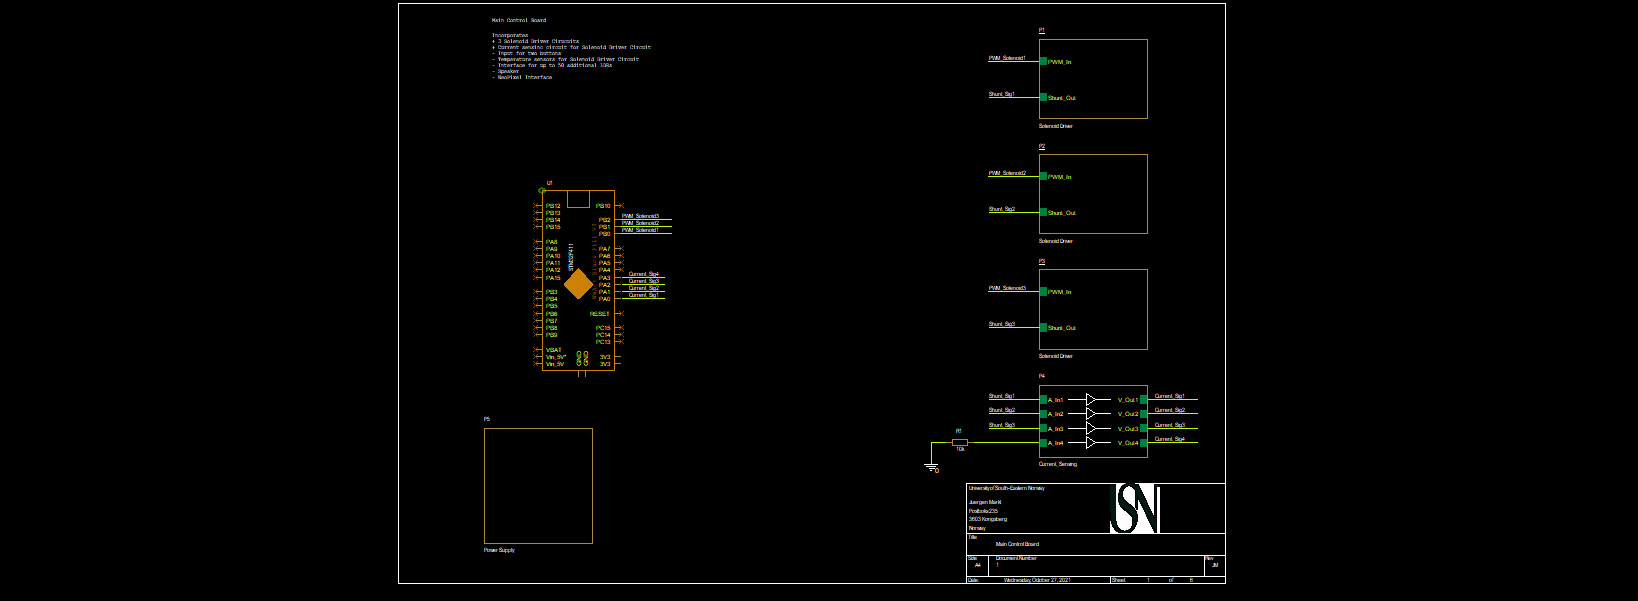 Main Control Board
Incorporates
+ 3 Solenoid Driver Circuits
+ Current sensing circuit for Solenoid Driver Circuit
- Input for two buttons
- Temperature sensors for Solenoid Driver Circuit
- Interface for up to 50 additional
- Speaker
- NeoPixel Interface
P1
PWM_Solenoid1
PWM_In
Shunt_Sig1
Shunt_Out
Solenoid Driver
P2
PWM_Solenoid2
PWM_In
Shunt_Sig2
Shunt_Out
Solenoid Driver
P3
PWM_Solenoid3
PWM_In
Shunt_Sig3
Shunt_Out
Solenoid Driver
U1
PB12
PB13
PB14
PB15
PA8
PA9
PA10
PA11
PA12
PA15
PB3
PB4
PB5
PB6
PB7
PB8
PB9
VBAT
Vin_5V*
Vin_5V
STM32F411
GND
GND
PB10
PB2
PB1
PB0
PA7
PA6
PA5
PA4
PA3
PA2
PA1
PA0
RESET
PC15
PC14
PC13
3V3
3V3
PWM_Solenoid3
PWM_Solenoid2
PWM_Solenoid1
Current_Sig4
Current_Sig3
Current_Sig2
Current_Sig1
P4
Shunt_Sig1
A_In1
V_Out1
Current_Sig1
Shunt_Sig2
A_In2
V_Out2
Current_Sig2
Shunt_Sig3
A_In3
V_Out3
Current_Sig3
R1
10k
0
A_In4
V_Out4
Current_Sig4
Current_Sensing
P5
Power Supply
University of South-Eastern Norway
Juergen Markl
Postboks 235
3603 Kongsberg
Norway
USN
Title
Main Control Board
Size
A4
Document Number
1
Rev
JM
Date:
Wednesday, October 27, 2021
Sheet
1 of 6